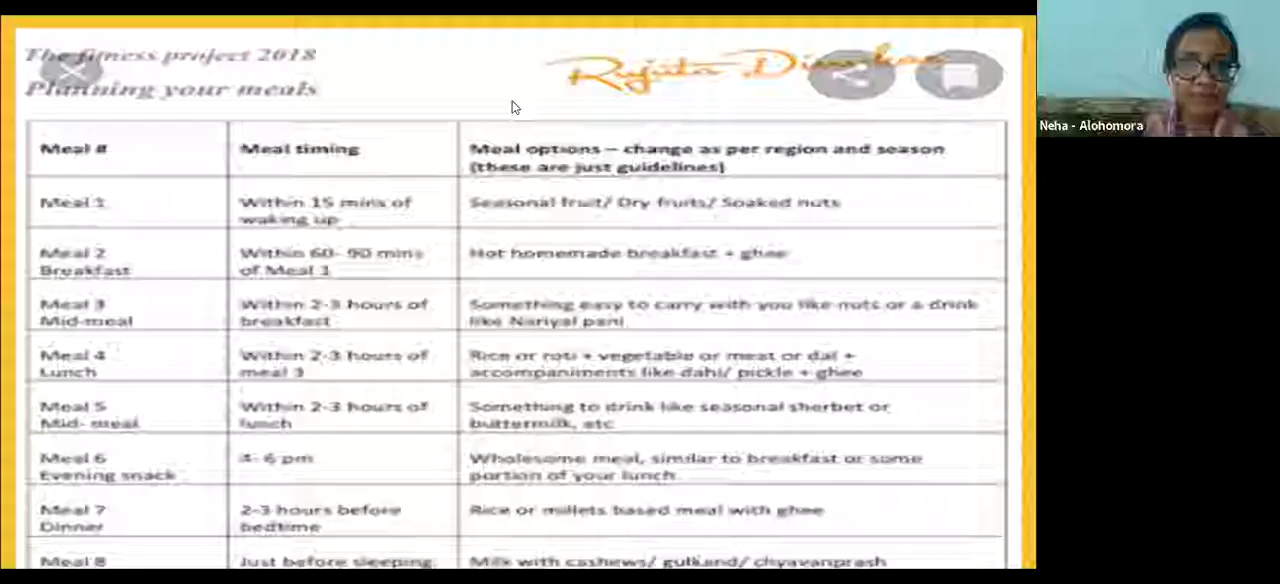 The fitness project 2018
Rujuta Diwekar
Planning your meals
Meal # Meal timing Meal options – change as per region and season
(these are just guidelines)
Meal 1 Within 15 mins of Seasonal fruit/ Dry fruits/ Soaked nuts
waking up
Meal 2 Within 60- 90 mins Hot homemade breakfast + ghee
Breakfast of Meal 1
Meal 3 Within 2-3 hours of Something easy to carry with you like nuts or a drink
Mid-meal breakfast like Nariyal pani
Meal 4 Within 2-3 hours of Rice or roti + vegetable or meat or dal +
Lunch meal 3 accompaniments like dahi/ pickle + ghee
Meal 5 Within 2-3 hours of Something to drink like seasonal sherbet or
Mid- meal lunch buttermilk, etc
Meal 6 4- 6 pm Wholesome meal, similar to breakfast or some
Evening snack portion of your lunch
Meal 7 2-3 hours before Rice or millets based meal with ghee
Dinner bedtime
Meal 8 Just before sleeping Milk with cashews/ gulkand/ chyavanprash
Neha - Alohomora